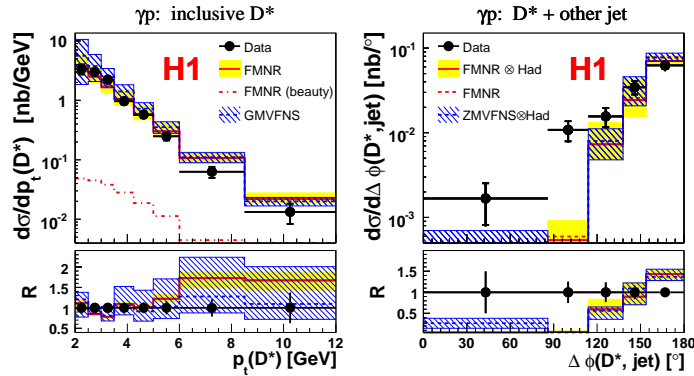 γp: inclusive D*
dσ/dp_t(D*) [nb/GeV]
10
1
10^-1
10^-2
H1
Data
FMNR
FMNR (beauty)
GMVFNS
R
2
1.5
1
0.5
2 4 6 8 10 12
p_t(D*) [GeV]
γp: D* + other jet
dσ/dΔ φ(D*,jet) [nb/°]
10^-1
10^-2
10^-3
Data
FMNR ⊗ Had
FMNR
ZMVFNS⊗Had
H1
R
1.5
1
0.5
0 30 60 90 120 150 180
Δ φ(D*, jet) [°]